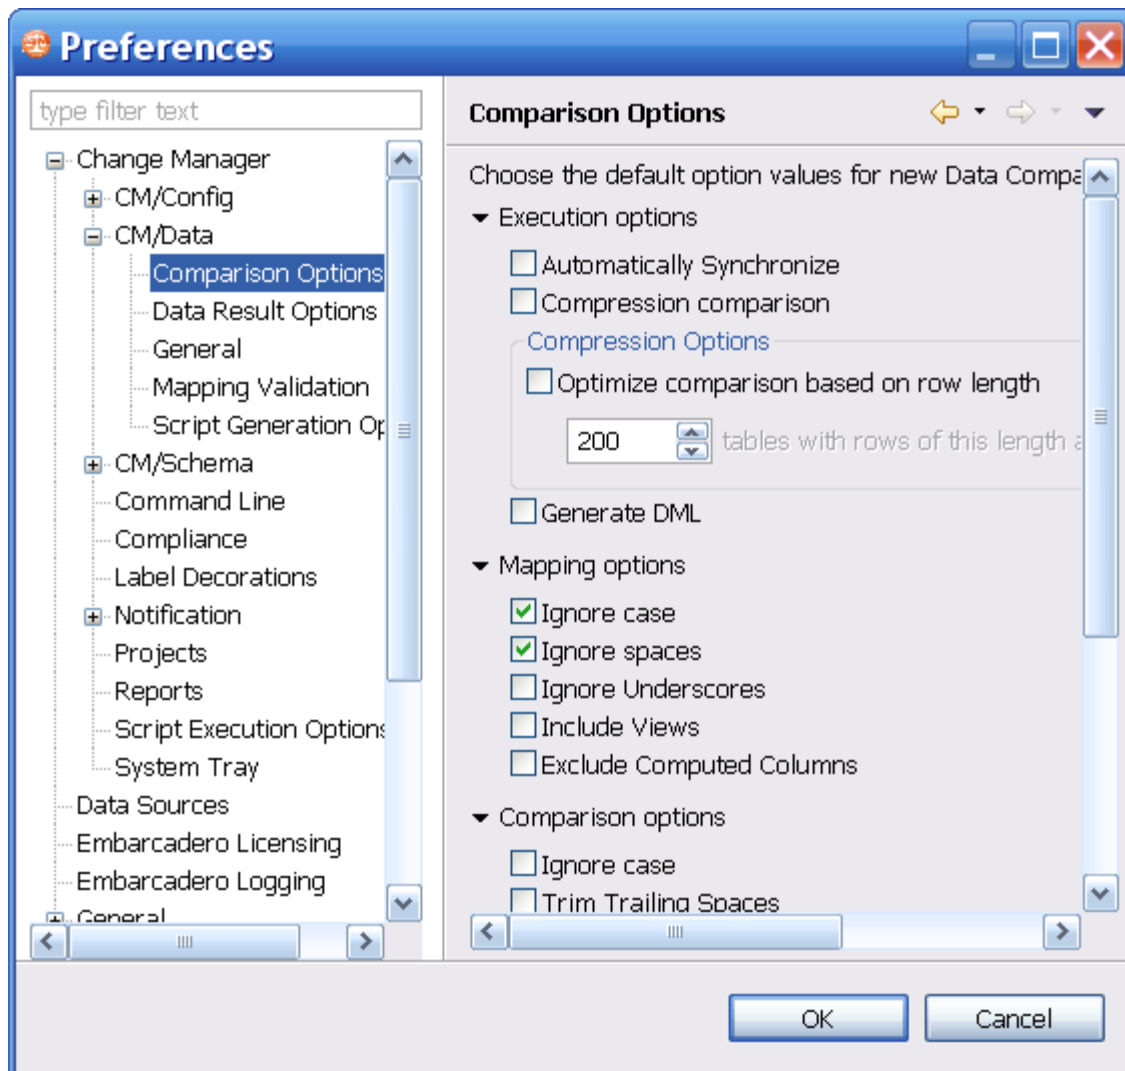 Preferences
type filter text
Change Manager
CM/Config
CM/Data
Comparison Options
Data Result Options
General
Mapping Validation
Script Generation Op
CM/Schema
Command Line
Compliance
Label Decorations
Notification
Projects
Reports
Script Execution Options
System Tray
Data Sources
Embarcadero Licensing
Embarcadero Logging
General
Comparison Options
Choose the default option values for new Data Compa
Execution options
Automatically Synchronize
Compression comparison
Compression Options
Optimize comparison based on row length
200 tables with rows of this length a
Generate DML
Mapping options
Ignore case
Ignore spaces
Ignore Underscores
Include Views
Exclude Computed Columns
Comparison options
Ignore case
Trim Trailing Spaces
OK Cancel